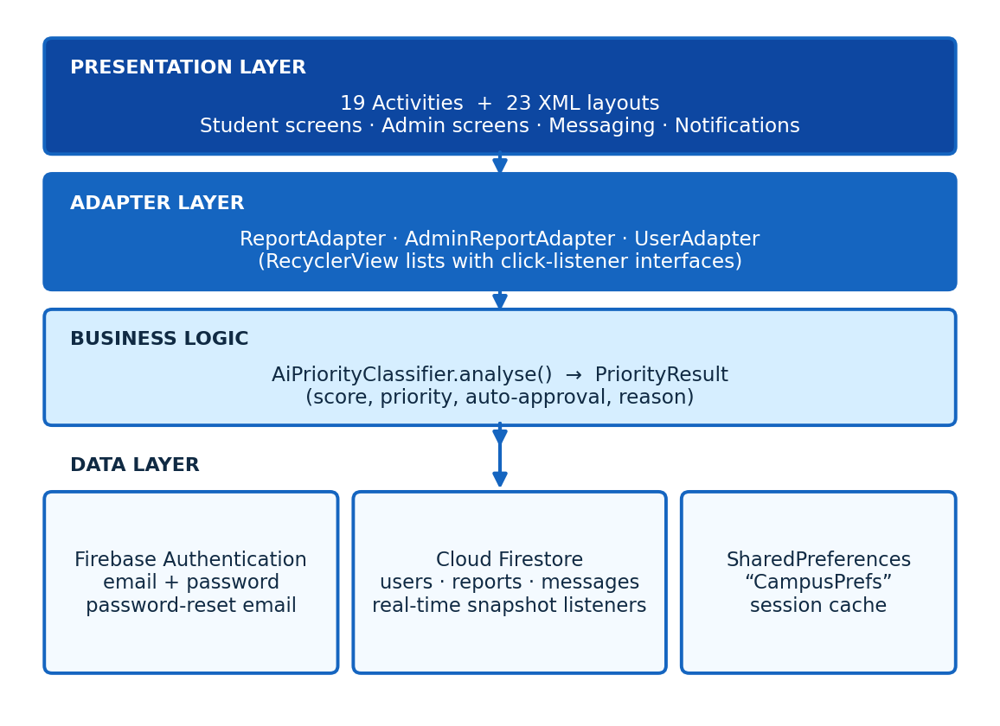 PRESENTATION LAYER
19 Activities + 23 XML layouts
Student screens · Admin screens · Messaging · Notifications
ADAPTER LAYER
ReportAdapter · AdminReportAdapter · UserAdapter
(RecyclerView lists with click-listener interfaces)
BUSINESS LOGIC
AiPriorityClassifier.analyse() → PriorityResult
(score, priority, auto-approval, reason)
DATA LAYER
Firebase Authentication
email + password
password-reset email
Cloud Firestore
users · reports · messages
real-time snapshot listeners
SharedPreferences
“CampusPrefs”
session cache